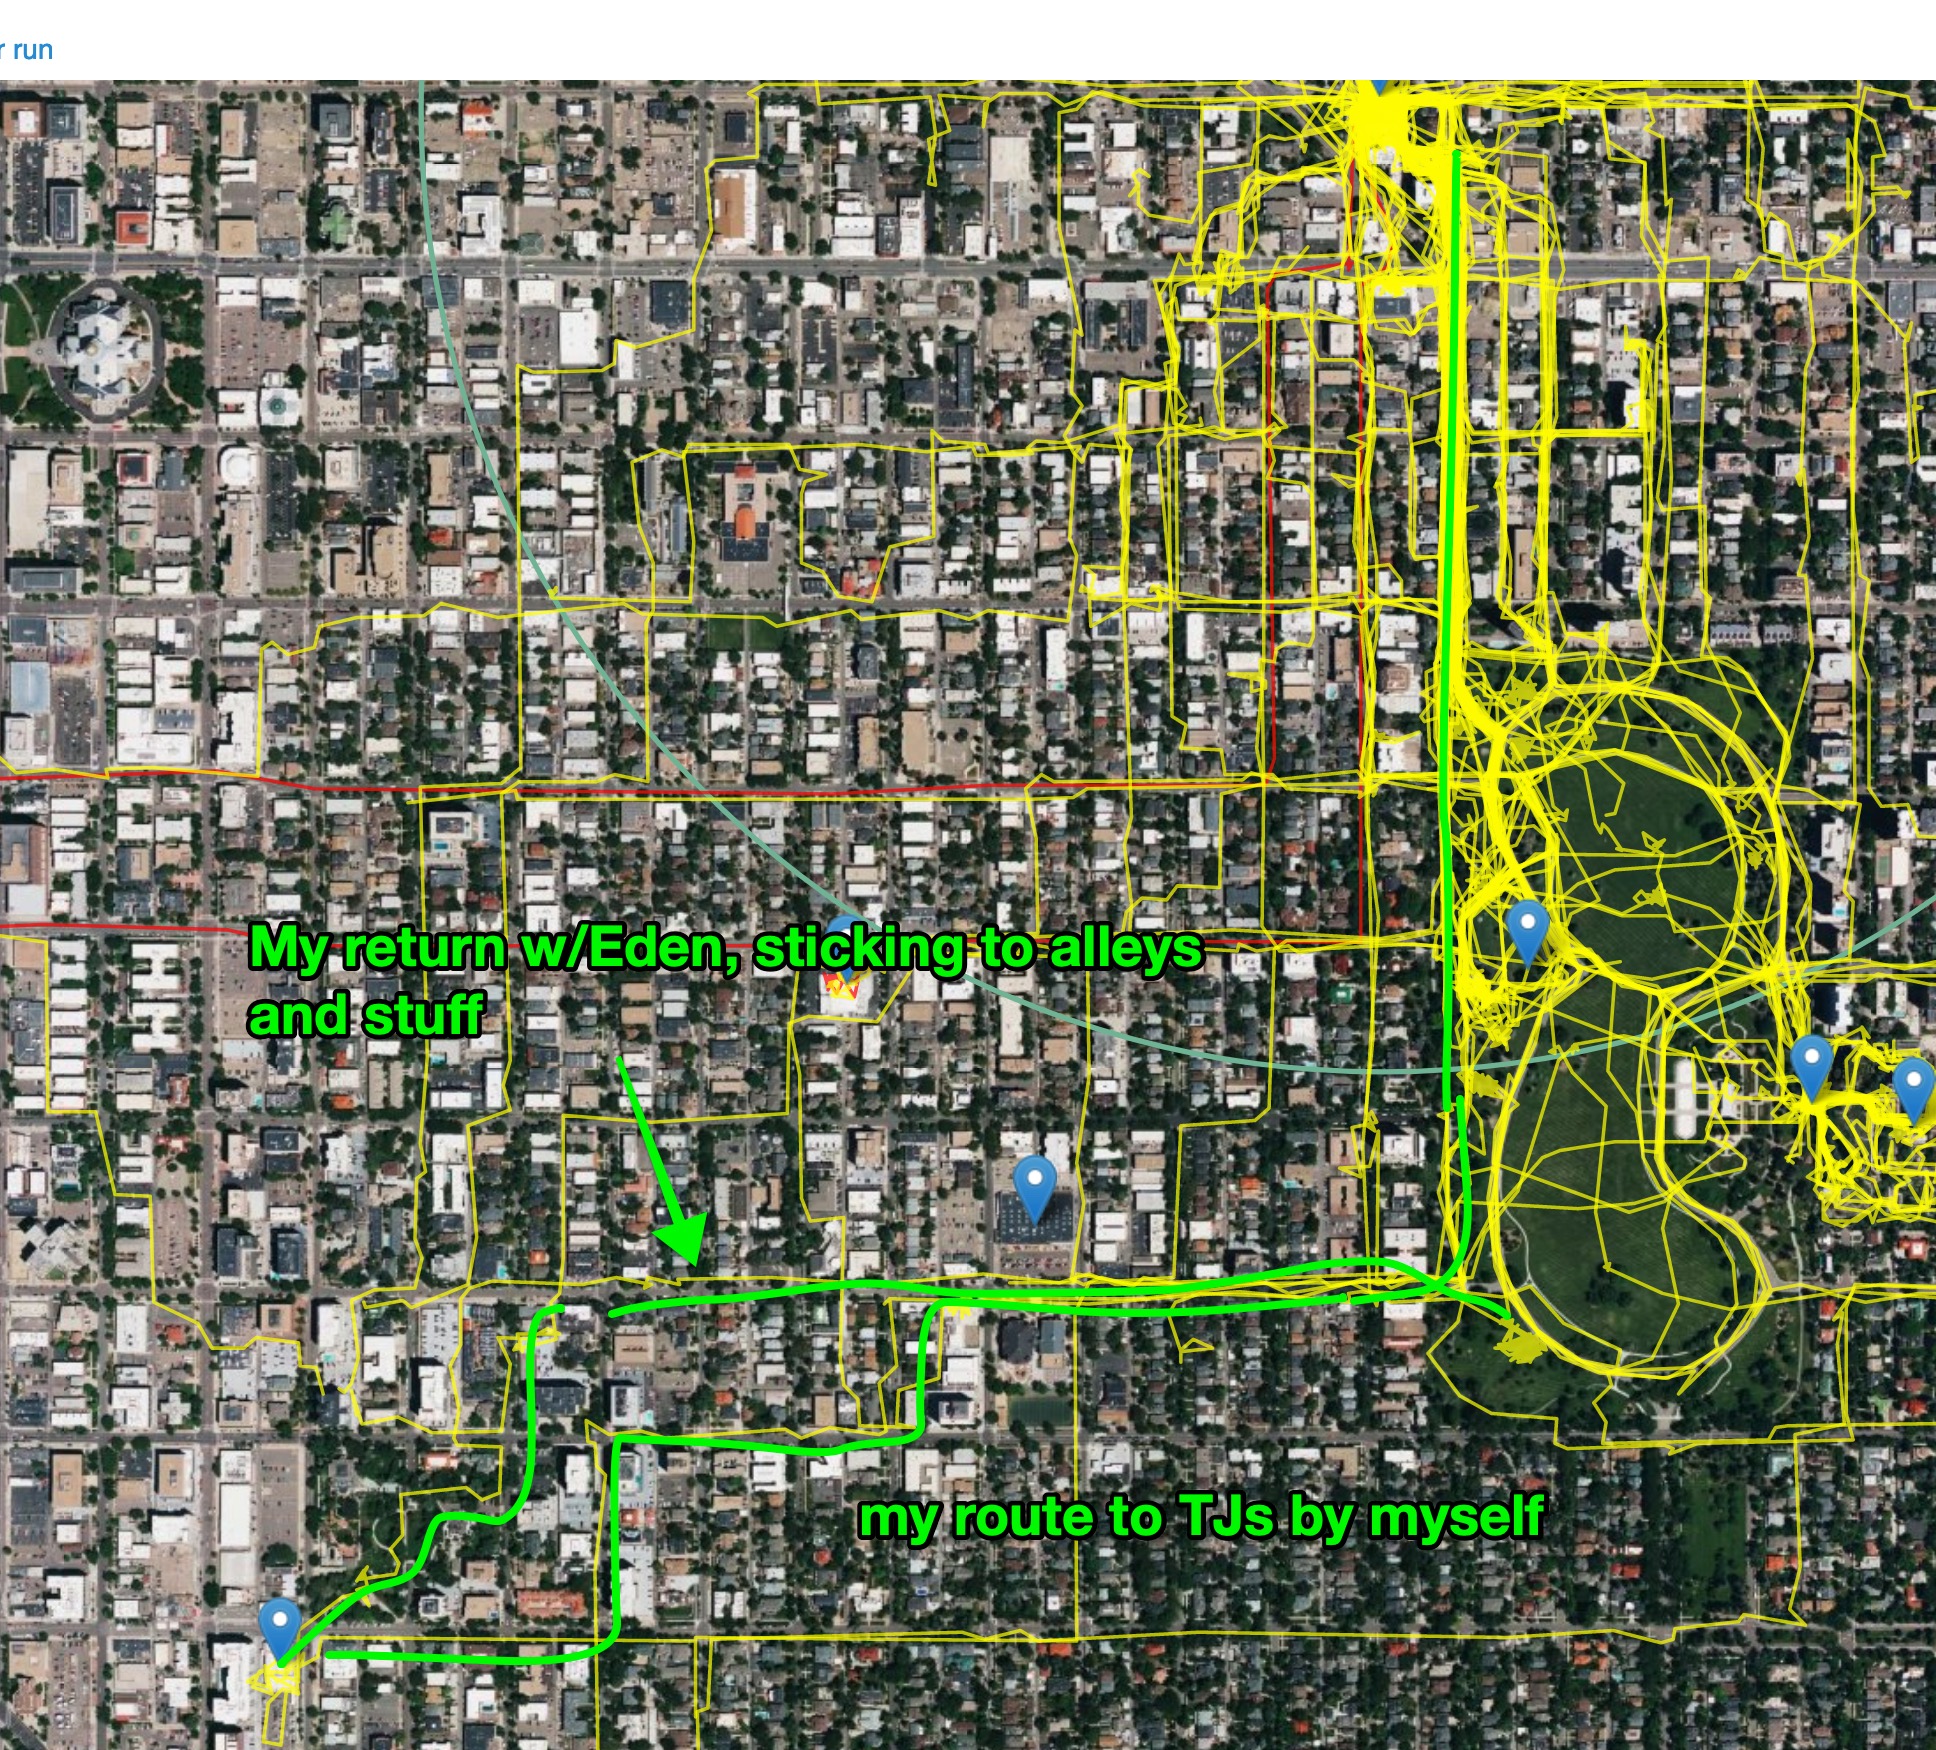 r run
My return w/Eden, sticking to alleys
and stuff
my route to TJs by myself